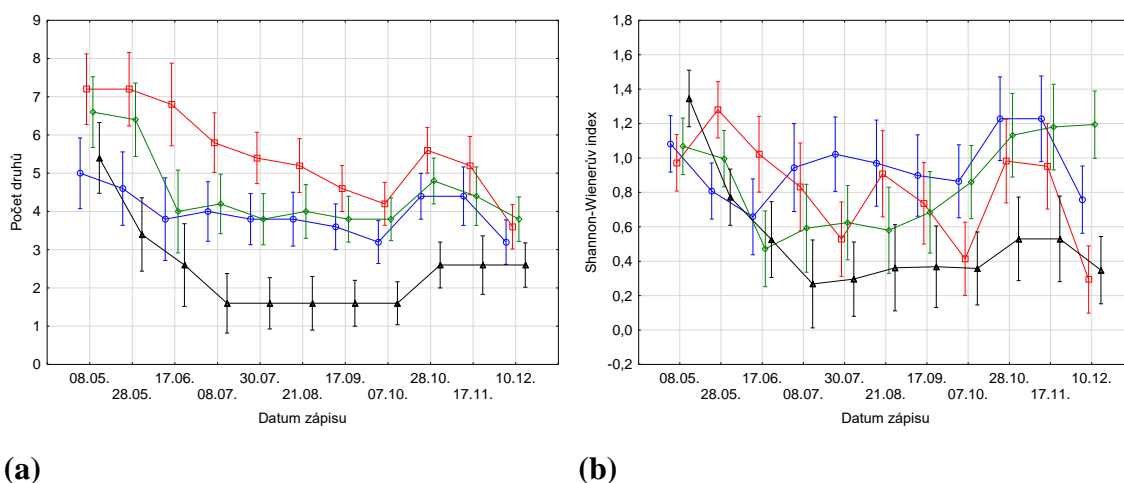 9
8
7
6
5
4
3
2
1
0
Počet druhů
08.05. 17.06. 30.07. 17.09. 28.10. 10.12.
28.05. 08.07. 21.08. 07.10. 17.11.
Datum zápisu
(a)
1,8
1,6
1,4
1,2
1,0
0,8
0,6
0,4
0,2
0,0
-0,2
Shannon-Wienerův index
08.05. 17.06. 30.07. 17.09. 28.10. 10.12.
28.05. 08.07. 21.08. 07.10. 17.11.
Datum zápisu
(b)